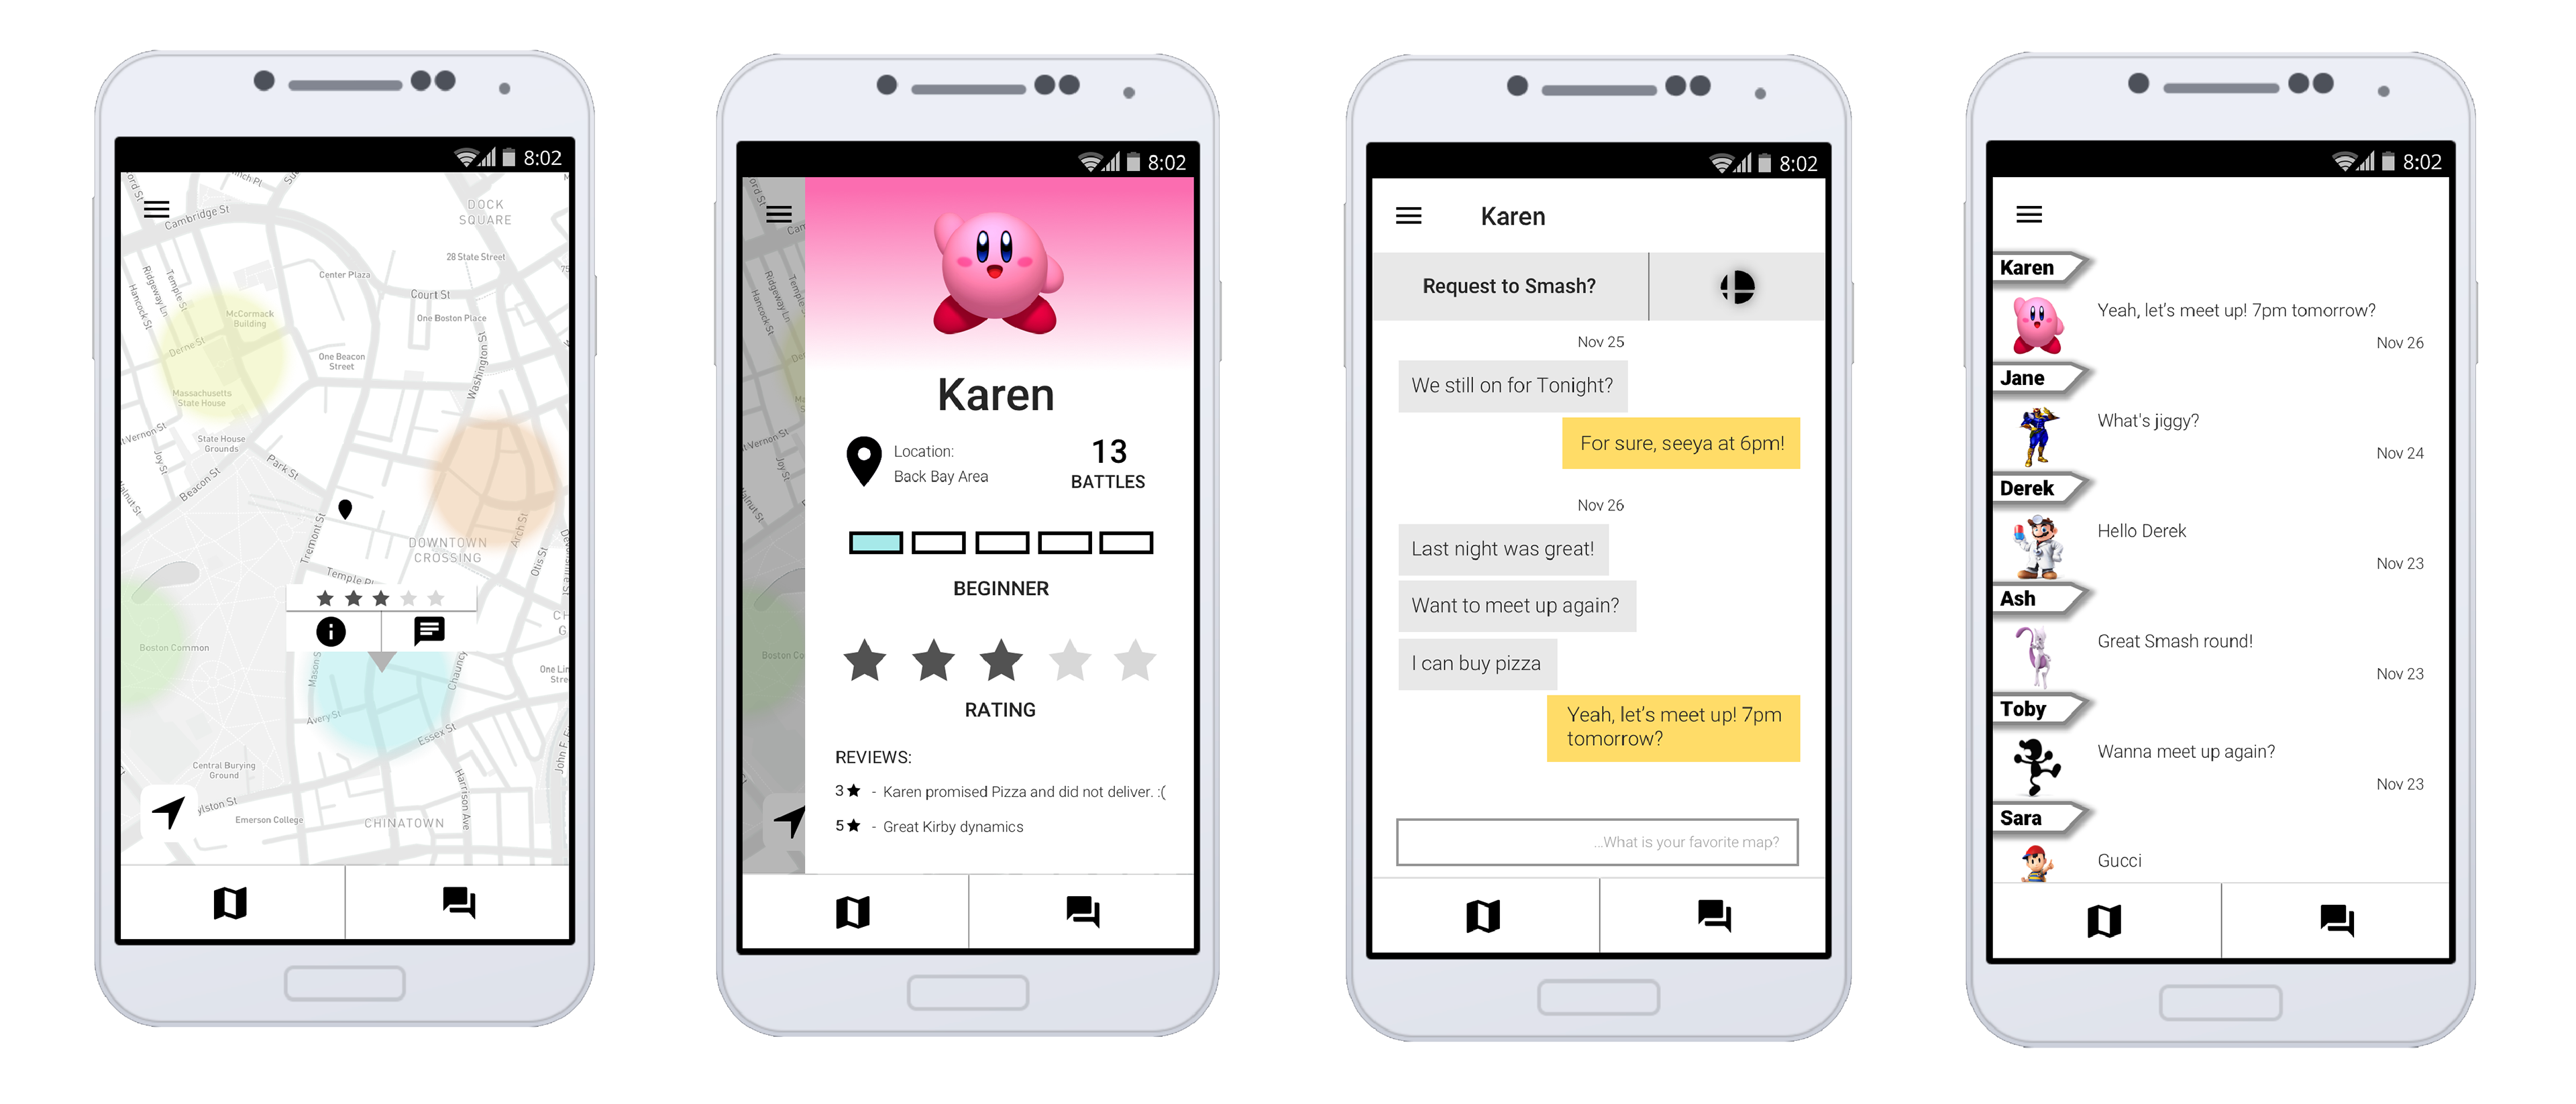 8:02
DOCK
SQUARE
Cambridge St
28 State Street
Center Plaza
Ridgeway Ln
Temple St
Hancock St
Court St
One Boston Place
McCormack
Building
Derne St
Washington St
One Beacon
Street
Massachusetts
State House
t Vernon St
State House
Grounds
Joy St
Park St
Beacon St
Tremont St
Arch St
DOWNTOWN
CROSSING
Otis St
Temple Pl
Boston Common
Mason S
Chauncy
One Lin
Stre
Avery St
Essex St
Central Burying
Ground
ylston St
Emerson College
CHINATOWN
Harrison Ave
8:02
Karen
Location:
Back Bay Area
13
BATTLES
BEGINNER
RATING
REVIEWS:
3★ - Karen promised Pizza and did not deliver. :(
5★ - Great Kirby dynamics
8:02
Karen
Request to Smash?
Nov 25
We still on for Tonight?
For sure, seeya at 6pm!
Nov 26
Last night was great!
Want to meet up again?
I can buy pizza
Yeah, let's meet up! 7pm
tomorrow?
...What is your favorite map?
8:02
Karen
Yeah, let's meet up! 7pm tomorrow?
Nov 26
Jane
What's jiggy?
Nov 24
Derek
Hello Derek
Nov 23
Ash
Great Smash round!
Nov 23
Toby
Wanna meet up again?
Nov 23
Sara
Gucci